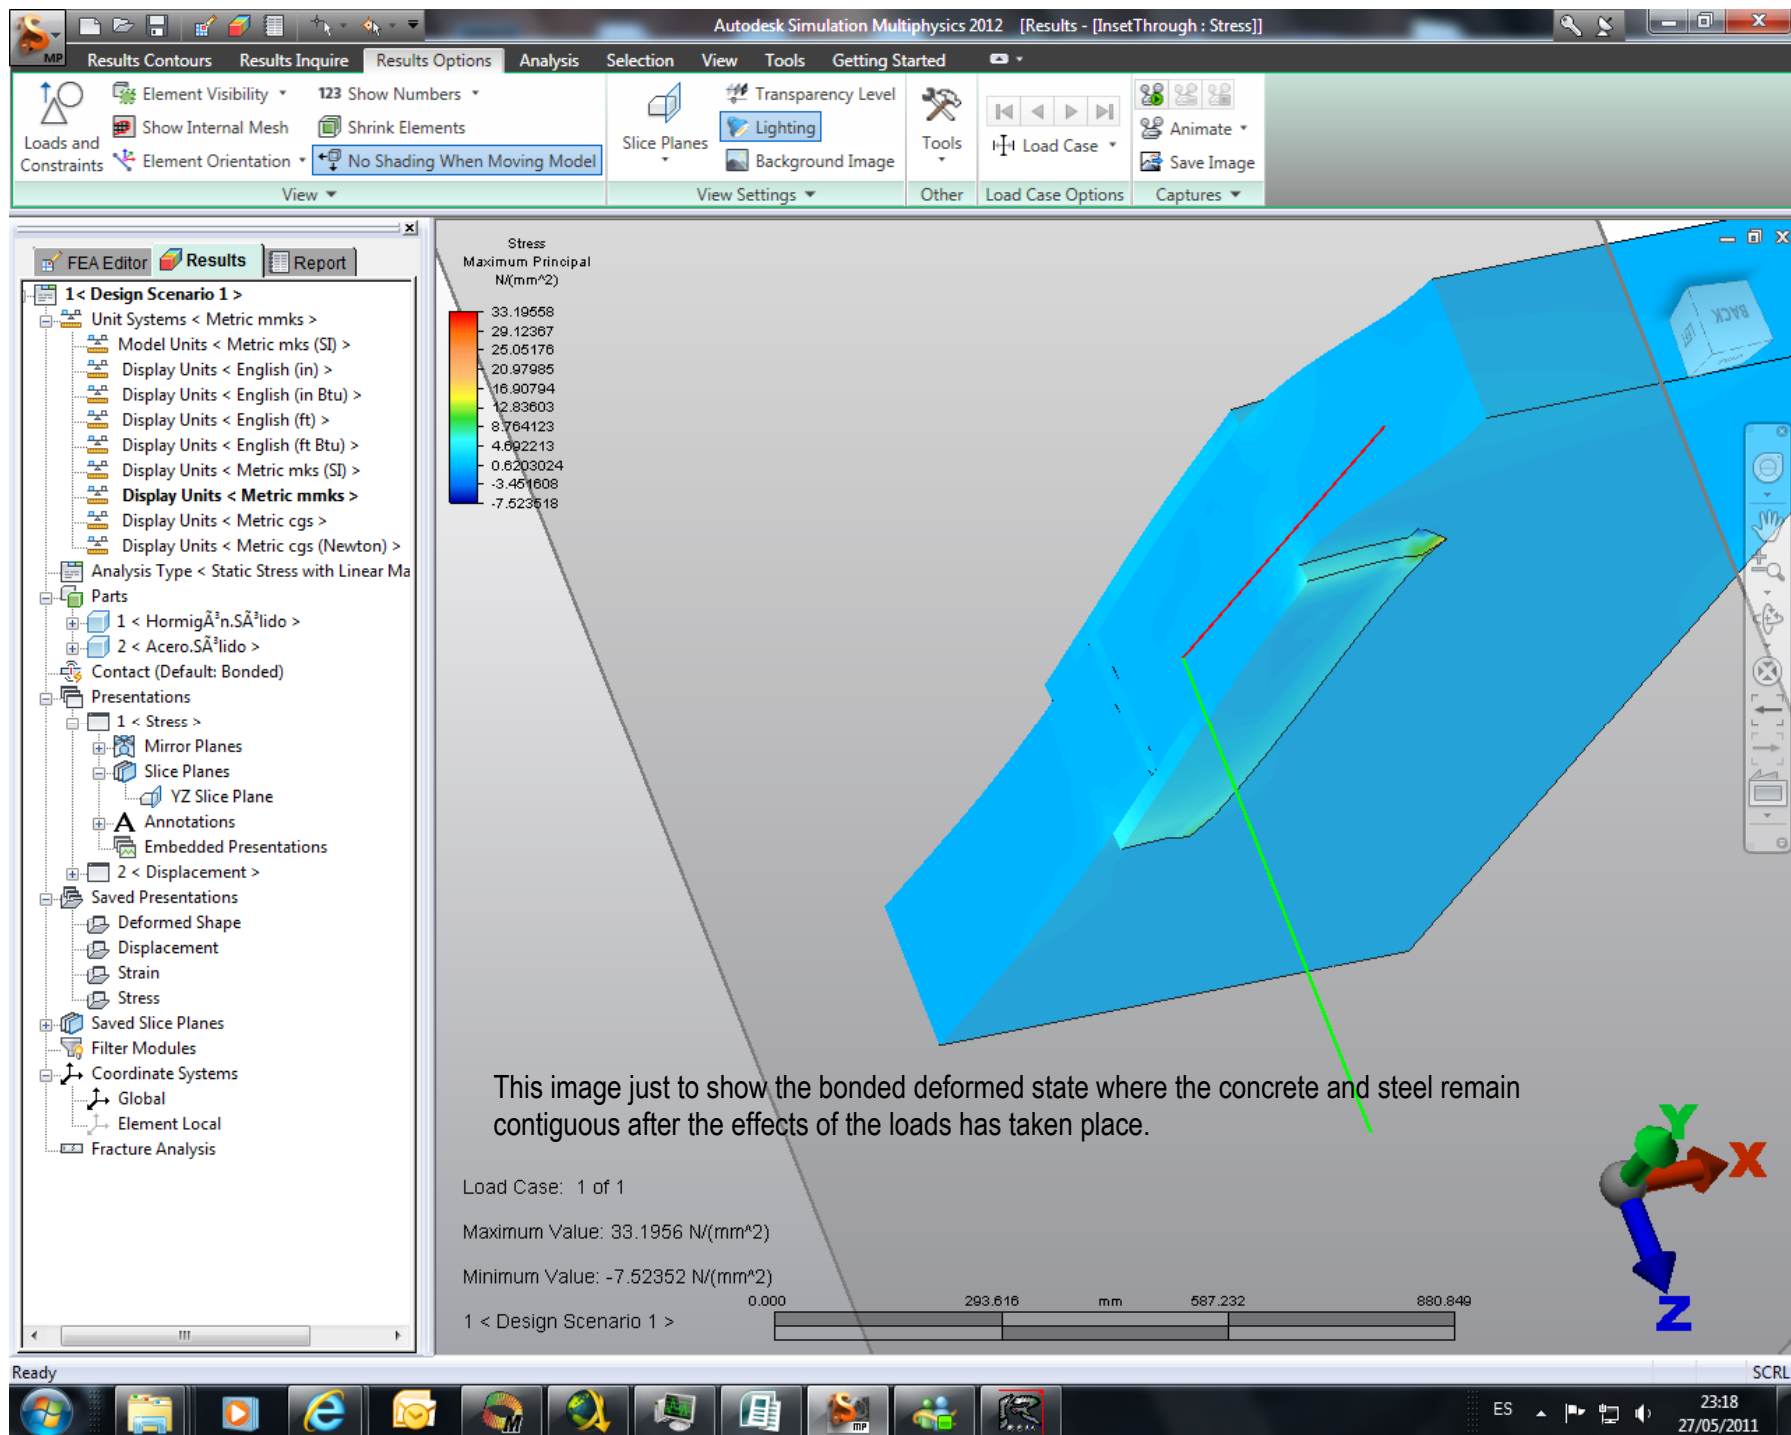 Autodesk Simulation Multiphysics 2012 [Results - [InsetThrough : Stress]]
MP
Results Contours Results Inquire Results Options Analysis Selection View Tools Getting Started
Loads and Constraints
Element Visibility
Show Internal Mesh
Element Orientation
123 Show Numbers
Shrink Elements
No Shading When Moving Model
View
Slice Planes
Transparency Level
Lighting
Background Image
View Settings
Tools
Other
Load Case
Load Case Options
Animate
Save Image
Captures
FEA Editor Results Report
1< Design Scenario 1 >
Unit Systems < Metric mmks >
Model Units < Metric mks (SI) >
Display Units < English (in) >
Display Units < English (in Btu) >
Display Units < English (ft) >
Display Units < English (ft Btu) >
Display Units < Metric mks (SI) >
Display Units < Metric mmks >
Display Units < Metric cgs >
Display Units < Metric cgs (Newton) >
Analysis Type < Static Stress with Linear Ma
Parts
1 < HormigÃ³n.SÃ³lido >
2 < Acero.SÃ³lido >
Contact (Default: Bonded)
Presentations
1 < Stress >
Mirror Planes
Slice Planes
YZ Slice Plane
Annotations
Embedded Presentations
2 < Displacement >
Saved Presentations
Deformed Shape
Displacement
Strain
Stress
Saved Slice Planes
Filter Modules
Coordinate Systems
Global
Element Local
Fracture Analysis
Stress
Maximum Principal
N/(mm^2)
33.19558
29.12367
25.05176
20.97985
16.90794
12.83603
8.764123
4.692213
0.6203024
-3.451608
-7.523518
BACK
This image just to show the bonded deformed state where the concrete and steel remain
contiguous after the effects of the loads has taken place.
Load Case: 1 of 1
Maximum Value: 33.1956 N/(mm^2)
Minimum Value: -7.52352 N/(mm^2)
1 < Design Scenario 1 >
0.000 293.616 mm 587.232 880.849
Y
X
Z
Ready SCRL
MP
ES
23:18
27/05/2011